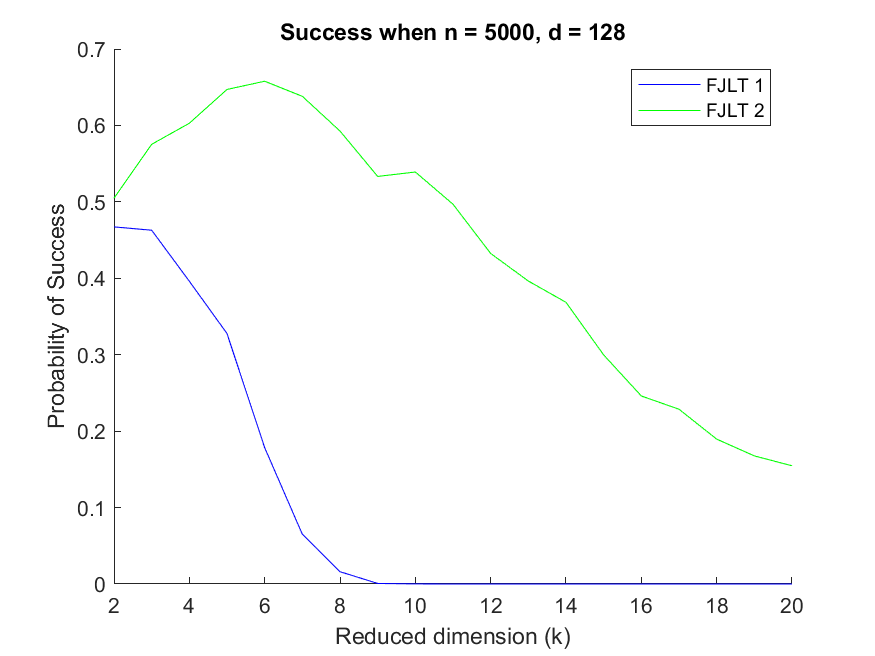 Success when n = 5000, d = 128
FJLT 1
FJLT 2
0.7
0.6
0.5
0.4
0.3
0.2
0.1
0
Probability of Success
2 4 6 8 10 12 14 16 18 20
Reduced dimension (k)